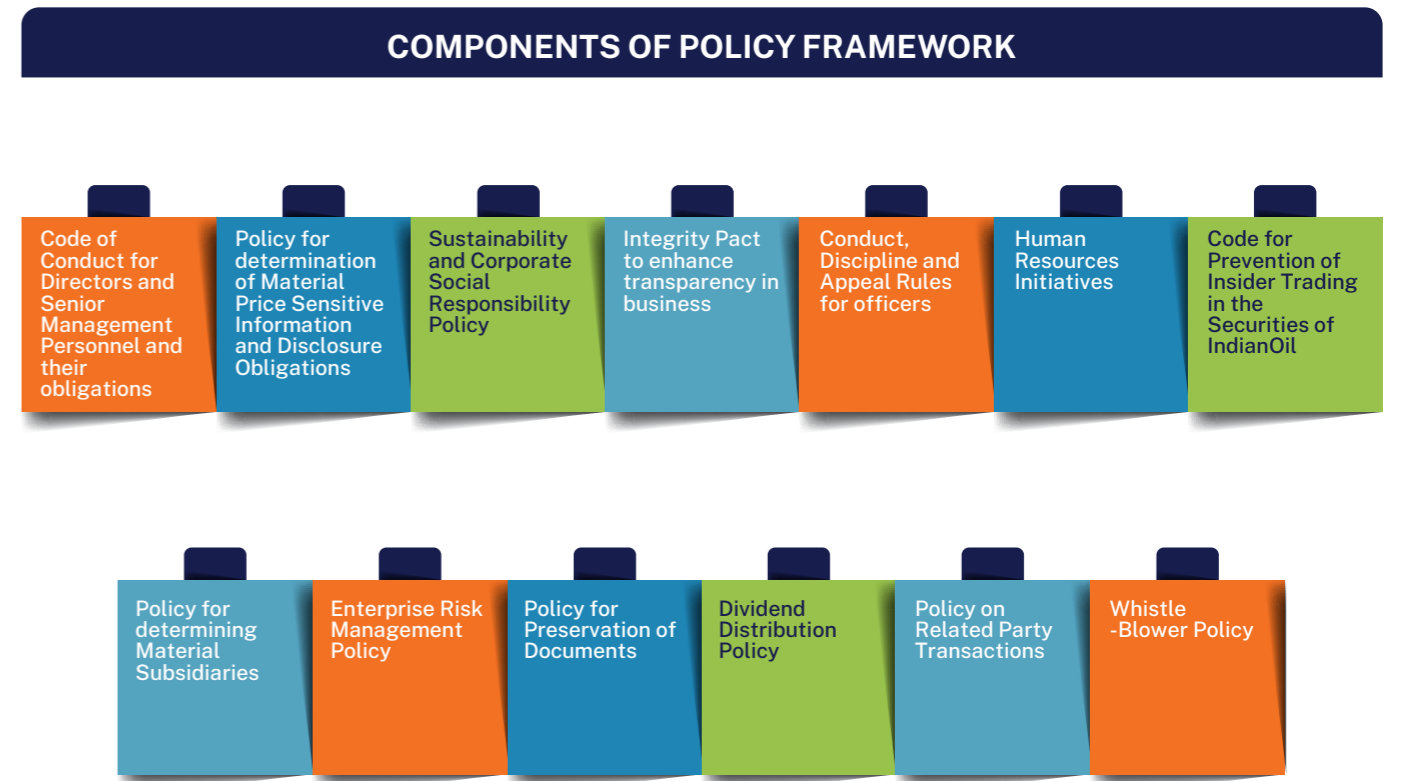 COMPONENTS OF POLICY FRAMEWORK
Code of
Conduct for
Directors and
Senior
Management
Personnel and
their
obligations
Policy for
determination
of Material
Price Sensitive
Information
and Disclosure
Obligations
Sustainability
and Corporate
Social
Responsibility
Policy
Integrity Pact
to enhance
transparency in
business
Conduct,
Discipline and
Appeal Rules
for officers
Human
Resources
Initiatives
Code for
Prevention of
Insider Trading
in the
Securities of
IndianOil
Policy for
determining
Material
Subsidiaries
Enterprise Risk
Management
Policy
Policy for
Preservation of
Documents
Dividend
Distribution
Policy
Policy on
Related Party
Transactions
Whistle
-Blower Policy